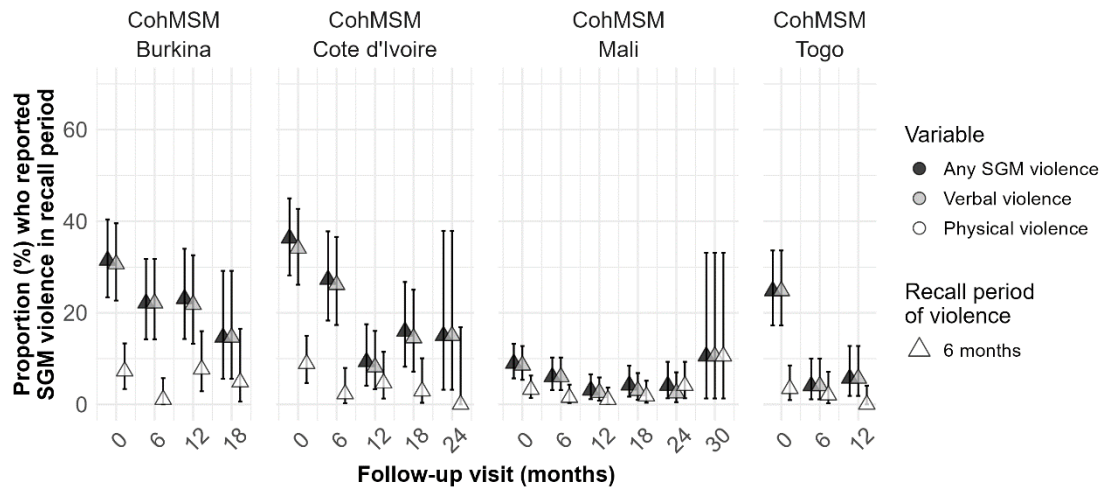 CohMSM
Burkina
CohMSM
Cote d'Ivoire
CohMSM
Mali
CohMSM
Togo
Proportion (%) who reported
SGM violence in recall period
60
40
20
0
0 6 12 18
0 6 12 18 24
0 6 12 18 24 30
0 6 12
Follow-up visit (months)
Variable
Any SGM violence
Verbal violence
Physical violence
Recall period
of violence
6 months